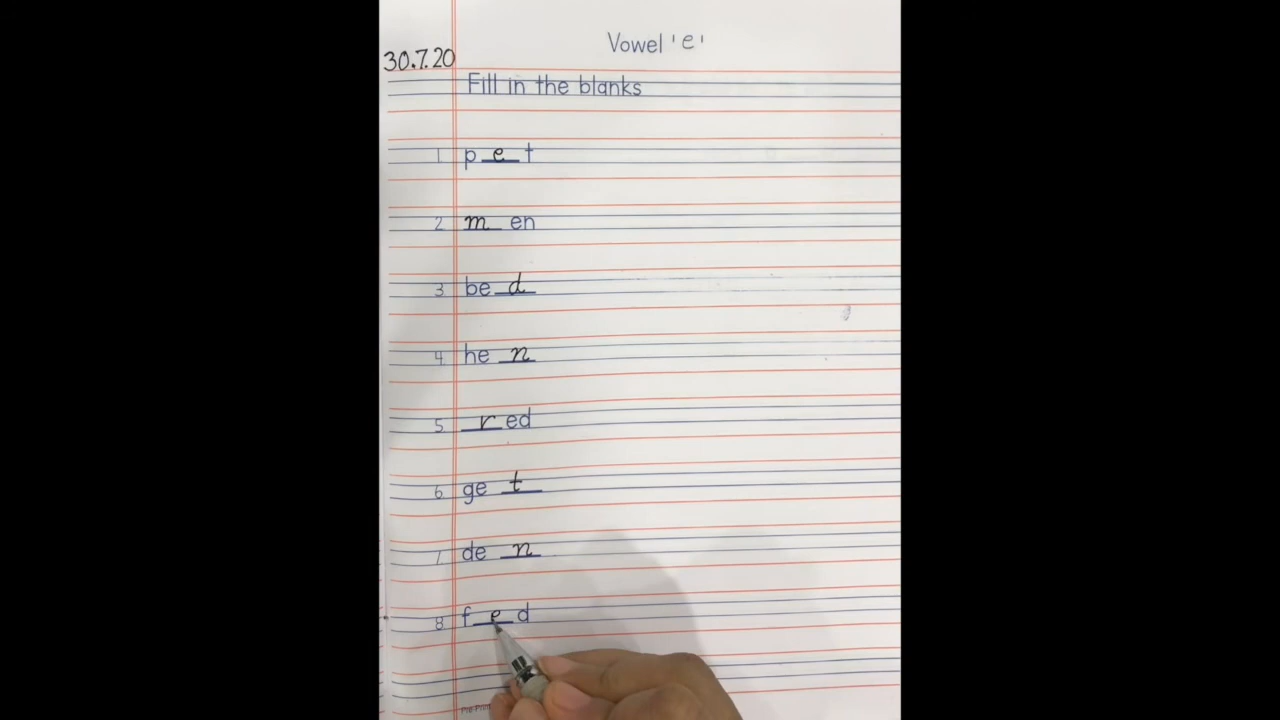 Vowel 'e'
30.7.20
Fill in the blanks
1. p e t
2. m en
3. be d
4. he n
5. r ed
6. ge t
7. de n
8. f e d